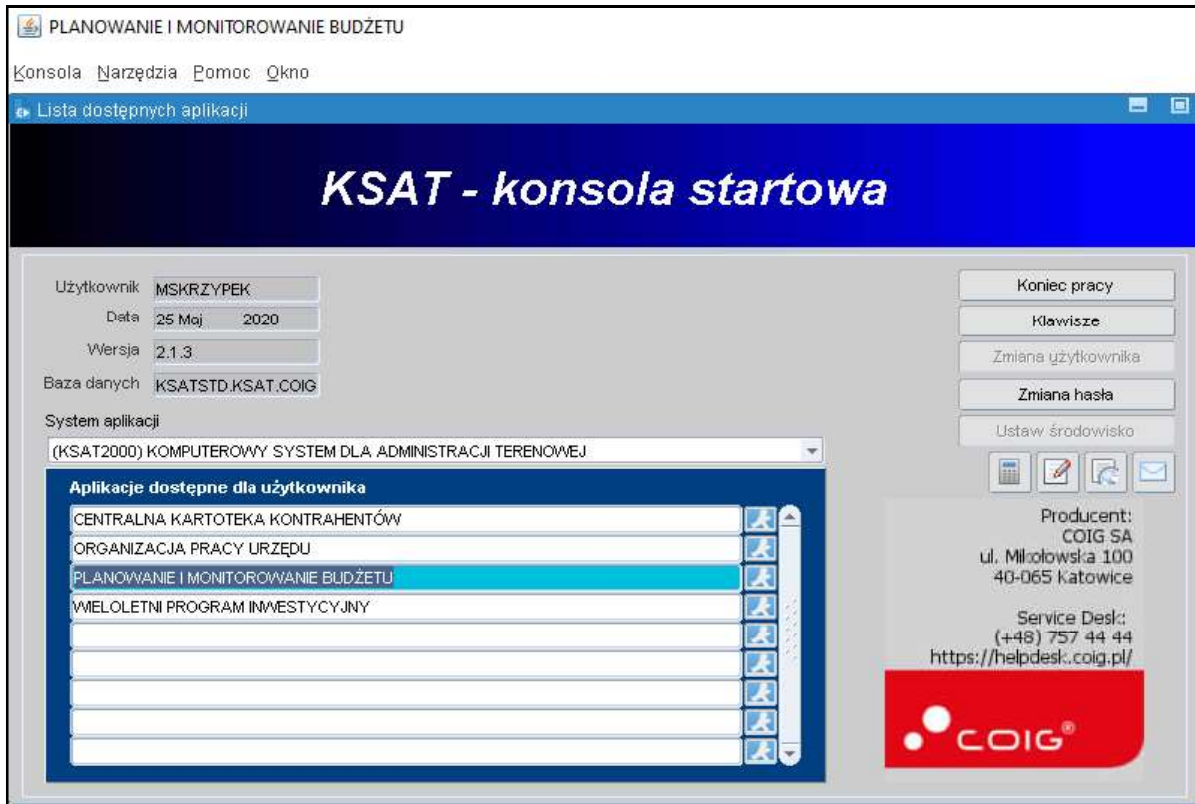 PLANOWANIE I MONITOROWANIE BUDŻETU
Konsola Narzędzia Pomoc Okno
Lista dostępnych aplikacji
KSAT - konsola startowa
Użytkownik MSKRZYPEK
Data 25 Maj 2020
Wersja 2.1.3
Baza danych KSATSTD.KSAT.COIG
System aplikacji
(KSAT2000) KOMPUTEROWY SYSTEM DLA ADMINISTRACJI TERENOWEJ
Aplikacje dostępne dla użytkownika
CENTRALNA KARTOTEKA KONTRAHENTÓW
ORGANIZACJA PRACY URZĘDU
PLANOWANIE I MONITOROWANIE BUDŻETU
WIELOLETNI PROGRAM INWESTYCYJNY
Koniec pracy
Klawisze
Zmiana użytkownika
Zmiana hasła
Ustaw środowisko
Producent:
COIG SA
ul. Mikołowska 100
40-065 Katowice
Service Desk:
(+48) 757 44 44
https://helpdesk.coig.pl/
COIG®